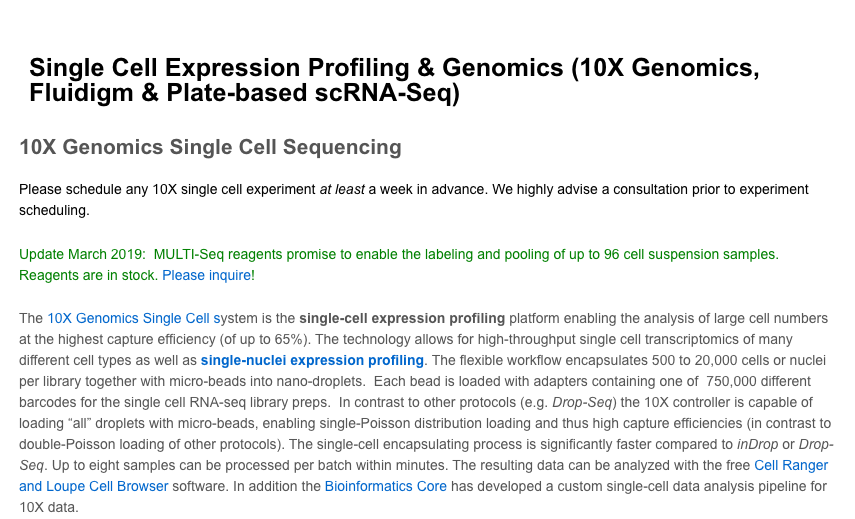 Single Cell Expression Profiling & Genomics (10X Genomics,
Fluidigm & Plate-based scRNA-Seq)
10X Genomics Single Cell Sequencing
Please schedule any 10X single cell experiment at least a week in advance. We highly advise a consultation prior to experiment
scheduling.
Update March 2019:  MULTI-Seq reagents promise to enable the labeling and pooling of up to 96 cell suspension samples.
Reagents are in stock. Please inquire!
The 10X Genomics Single Cell system is the single-cell expression profiling platform enabling the analysis of large cell numbers
at the highest capture efficiency (of up to 65%). The technology allows for high-throughput single cell transcriptomics of many
different cell types as well as single-nuclei expression profiling. The flexible workflow encapsulates 500 to 20,000 cells or nuclei
per library together with micro-beads into nano-droplets.  Each bead is loaded with adapters containing one of  750,000 different
barcodes for the single cell RNA-seq library preps.  In contrast to other protocols (e.g. Drop-Seq) the 10X controller is capable of
loading “all” droplets with micro-beads, enabling single-Poisson distribution loading and thus high capture efficiencies (in contrast to
double-Poisson loading of other protocols). The single-cell encapsulating process is significantly faster compared to inDrop or Drop-
Seq. Up to eight samples can be processed per batch within minutes. The resulting data can be analyzed with the free Cell Ranger
and Loupe Cell Browser software. In addition the Bioinformatics Core has developed a custom single-cell data analysis pipeline for
10X data.